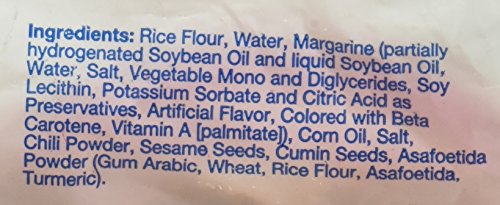 Ingredients: Rice Flour, Water, Margarine (partially
hydrogenated Soybean Oil and liquid Soybean Oil,
Water, Salt, Vegetable Mono and Diglycerides, Soy
Lecithin, Potassium Sorbate and Citric Acid as
Preservatives, Artificial Flavor, Colored with Beta
Carotene, Vitamin A [palmitate]), Corn Oil, Salt,
Chili Powder, Sesame Seeds, Cumin Seeds, Asafoetida
Powder (Gum Arabic, Wheat, Rice Flour, Asafoetida,
Turmeric).